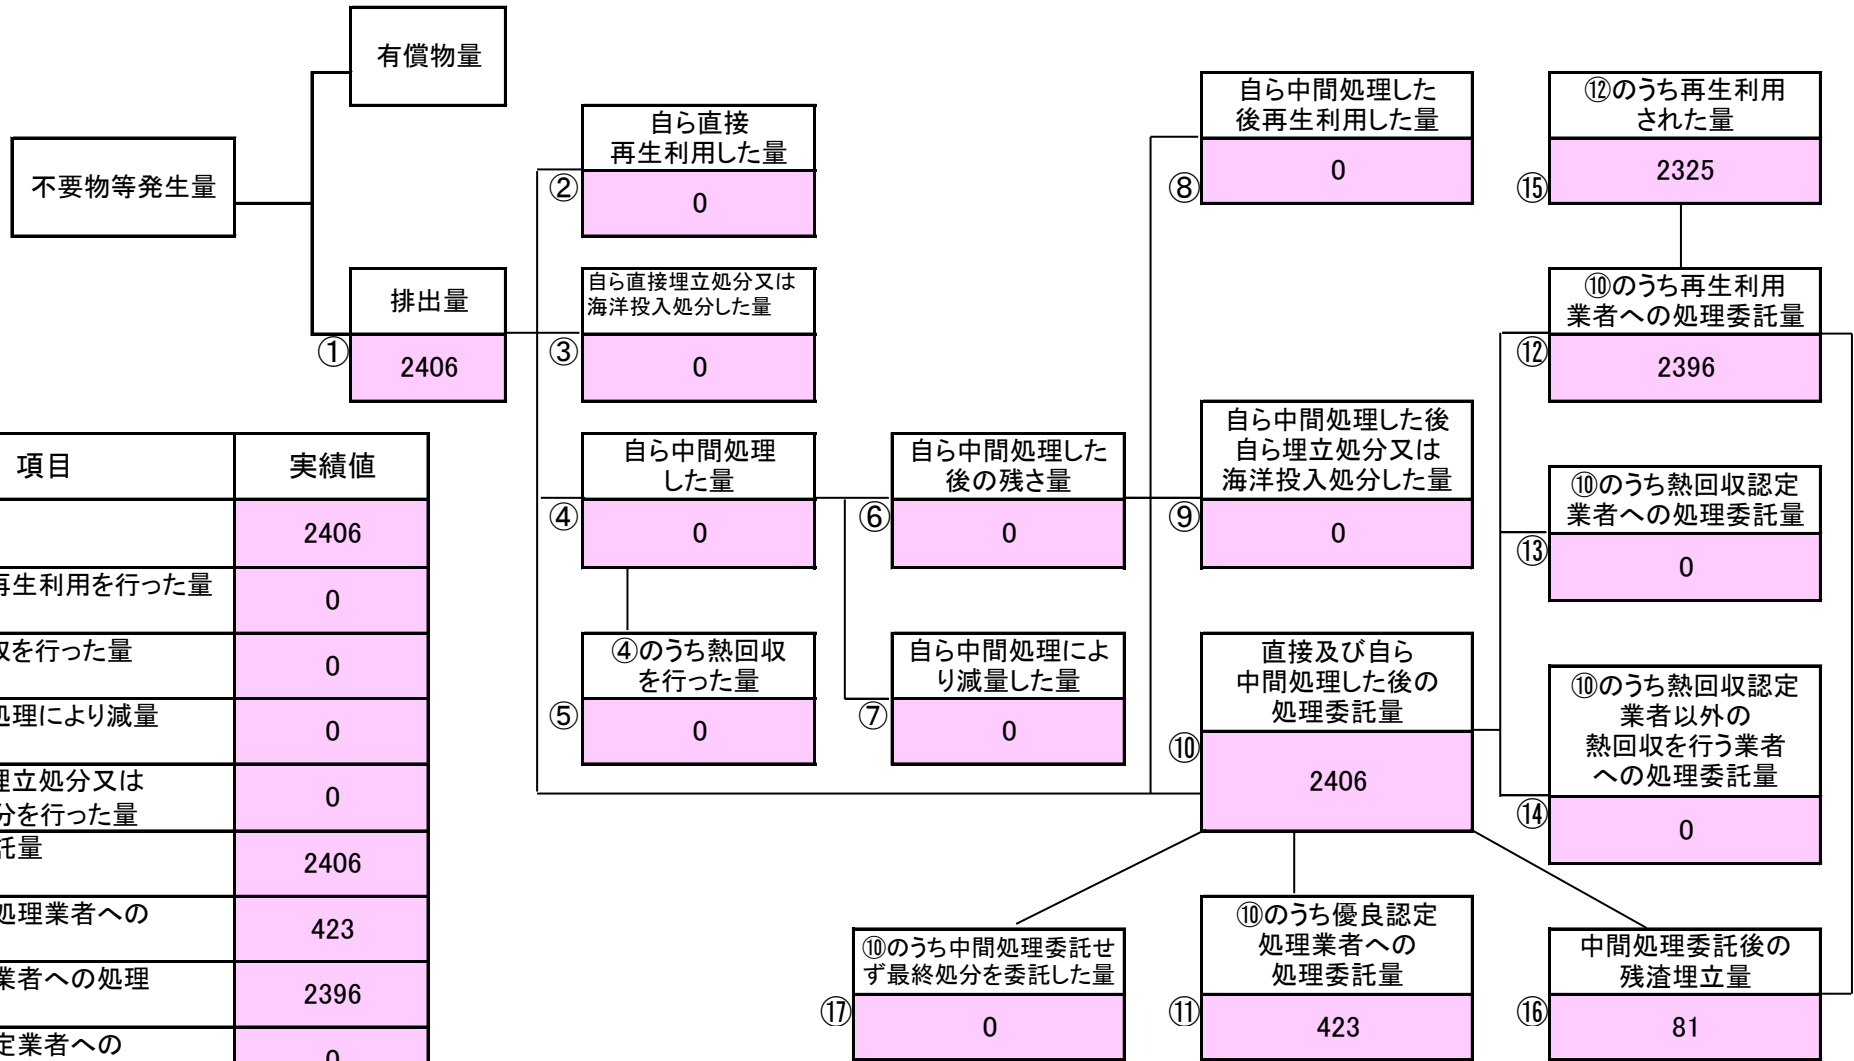 有償物量
不要物等発生量
排出量
①
2406
自ら直接
再生利用した量
②
0
自ら直接埋立処分又は
海洋投入処分した量
③
0
自ら中間処理
した量
④
0
④のうち熱回収
を行った量
⑤
0
自ら中間処理した
後の残さ量
⑥
0
自ら中間処理によ
り減量した量
⑦
0
自ら中間処理した
後再生利用した量
⑧
0
自ら中間処理した後
自ら埋立処分又は
海洋投入処分した量
⑨
0
直接及び自ら
中間処理した後の
処理委託量
⑩
2406
⑫のうち再生利用
された量
⑮
2325
⑩のうち再生利用
業者への処理委託量
⑫
2396
⑩のうち熱回収認定
業者への処理委託量
⑬
0
⑩のうち熱回収認定
業者以外の
熱回収を行う業者
への処理委託量
⑭
0
⑩のうち中間処理委託せ
ず最終処分を委託した量
⑰
0
⑩のうち優良認定
処理業者への
処理委託量
⑪
423
中間処理委託後の
残渣埋立量
⑯
81
項目 実績値
2406
再生利用を行った量 0
を行った量 0
処理により減量 0
埋立処分又は
を行った量 0
託量 2406
処理業者への 423
業者への処理 2396
定業者への 0